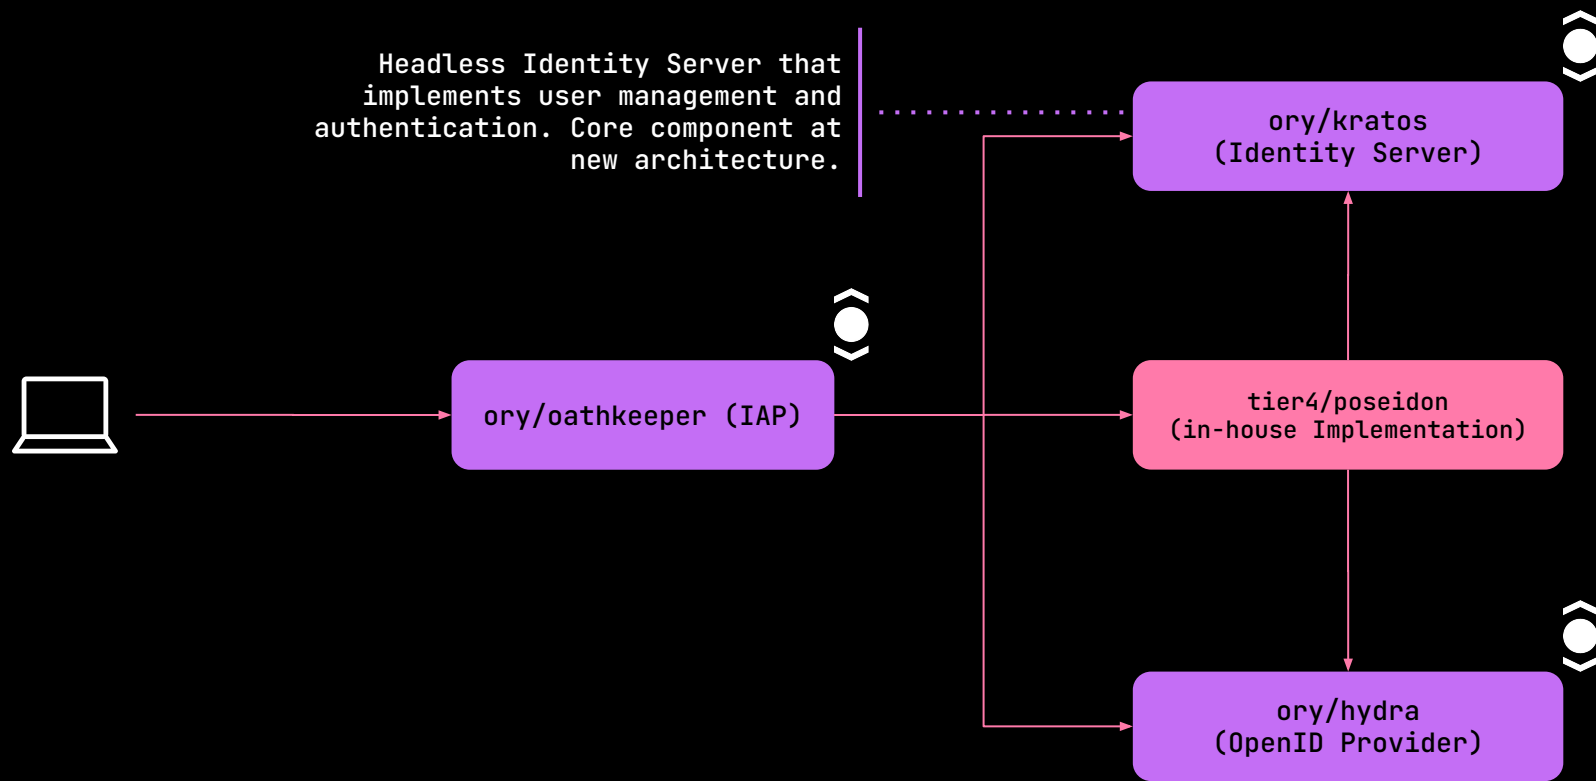 Headless Identity Server that
implements user management and
authentication. Core component at
new architecture.
ory/kratos
(Identity Server)
ory/oathkeeper (IAP)
tier4/poseidon
(in-house Implementation)
ory/hydra
(OpenID Provider)